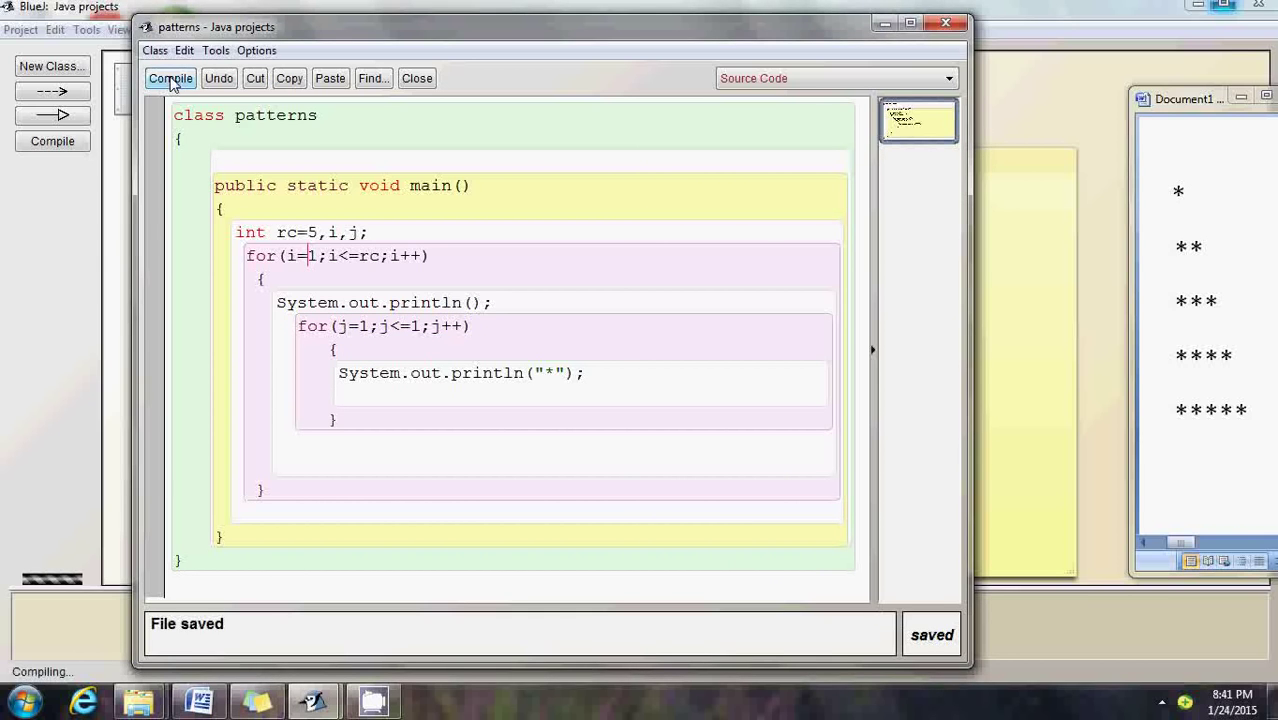 BlueJ: Java projects
Project Edit Tools View
New Class...
Compile
Compiling...
patterns - Java projects
Class Edit Tools Options
Compile Undo Cut Copy Paste Find... Close
Source Code
class patterns
{
public static void main()
{
int rc=5,i,j;
for(i=1;i<=rc;i++)
{
System.out.println();
for(j=1;j<=1;j++)
{
System.out.println("*");
}
}
}
}
File saved
saved
Document1 ...
*
**
***
****
*****
8:41 PM
1/24/2015